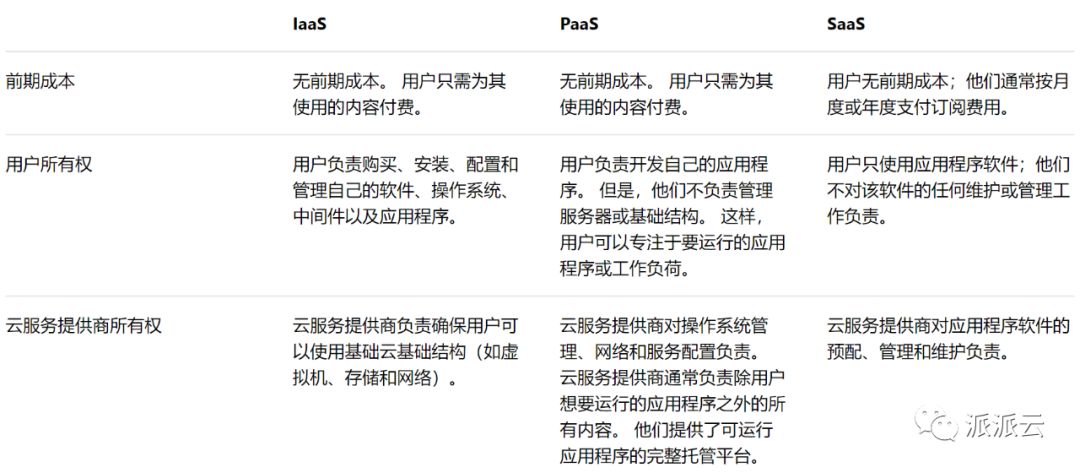 IaaS PaaS SaaS
前期成本
无前期成本。 用户只需为其
使用的内容付费。
无前期成本。 用户只需为其
使用的内容付费。
用户无前期成本；他们通常按月
度或年度支付订阅费用。
用户所有权
用户负责购买、安装、配置和
管理自己的软件、操作系统、
中间件以及应用程序。
用户负责开发自己的应用程
序。 但是，他们不负责管理
服务器或基础结构。 这样，
用户可以专注于要运行的应用
程序或工作负荷。
用户只使用应用程序软件；他们
不对该软件的任何维护或管理工
作负责。
云服务提供商所有权
云服务提供商负责确保用户可
以使用基础云基础结构（如虚
拟机、存储和网络）。
云服务提供商对操作系统管
理、网络和服务配置负责。
云服务提供商通常负责除用户
想要运行的应用程序之外的所
有内容。 他们提供了可运行
应用程序的完整托管平台。
云服务提供商对应用程序软件的
预配、管理和维护负责。
派派云